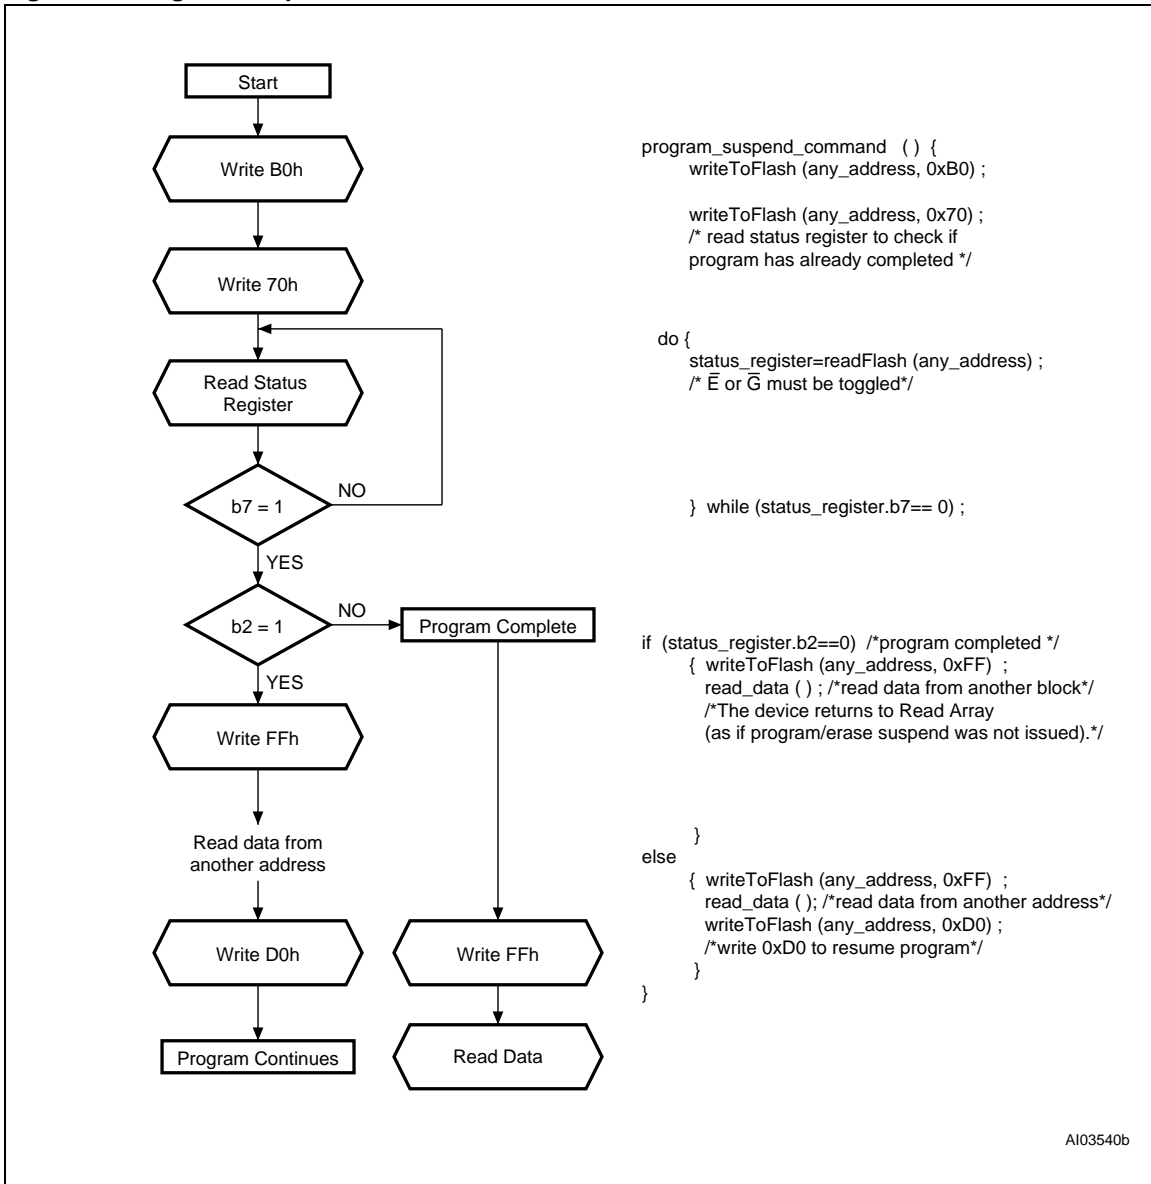 Start
Write B0h
Write 70h
Read Status
Register
NO
b7 = 1
YES
NO
b2 = 1
Program Complete
YES
Write FFh
Read data from
another address
Write D0h
Write FFh
Program Continues
Read Data
program_suspend_command ( ) {
writeToFlash (any_address, 0xB0) ;
writeToFlash (any_address, 0x70) ;
/* read status register to check if
program has already completed */
do {
status_register=readFlash (any_address) ;
/* E̅ or G̅ must be toggled*/
} while (status_register.b7== 0) ;
if (status_register.b2==0) /*program completed */
{ writeToFlash (any_address, 0xFF) ;
read_data ( ) ; /*read data from another block*/
/*The device returns to Read Array
(as if program/erase suspend was not issued).*/
}
else
{ writeToFlash (any_address, 0xFF) ;
read_data ( ); /*read data from another address*/
writeToFlash (any_address, 0xD0) ;
/*write 0xD0 to resume program*/
}
}
AI03540b